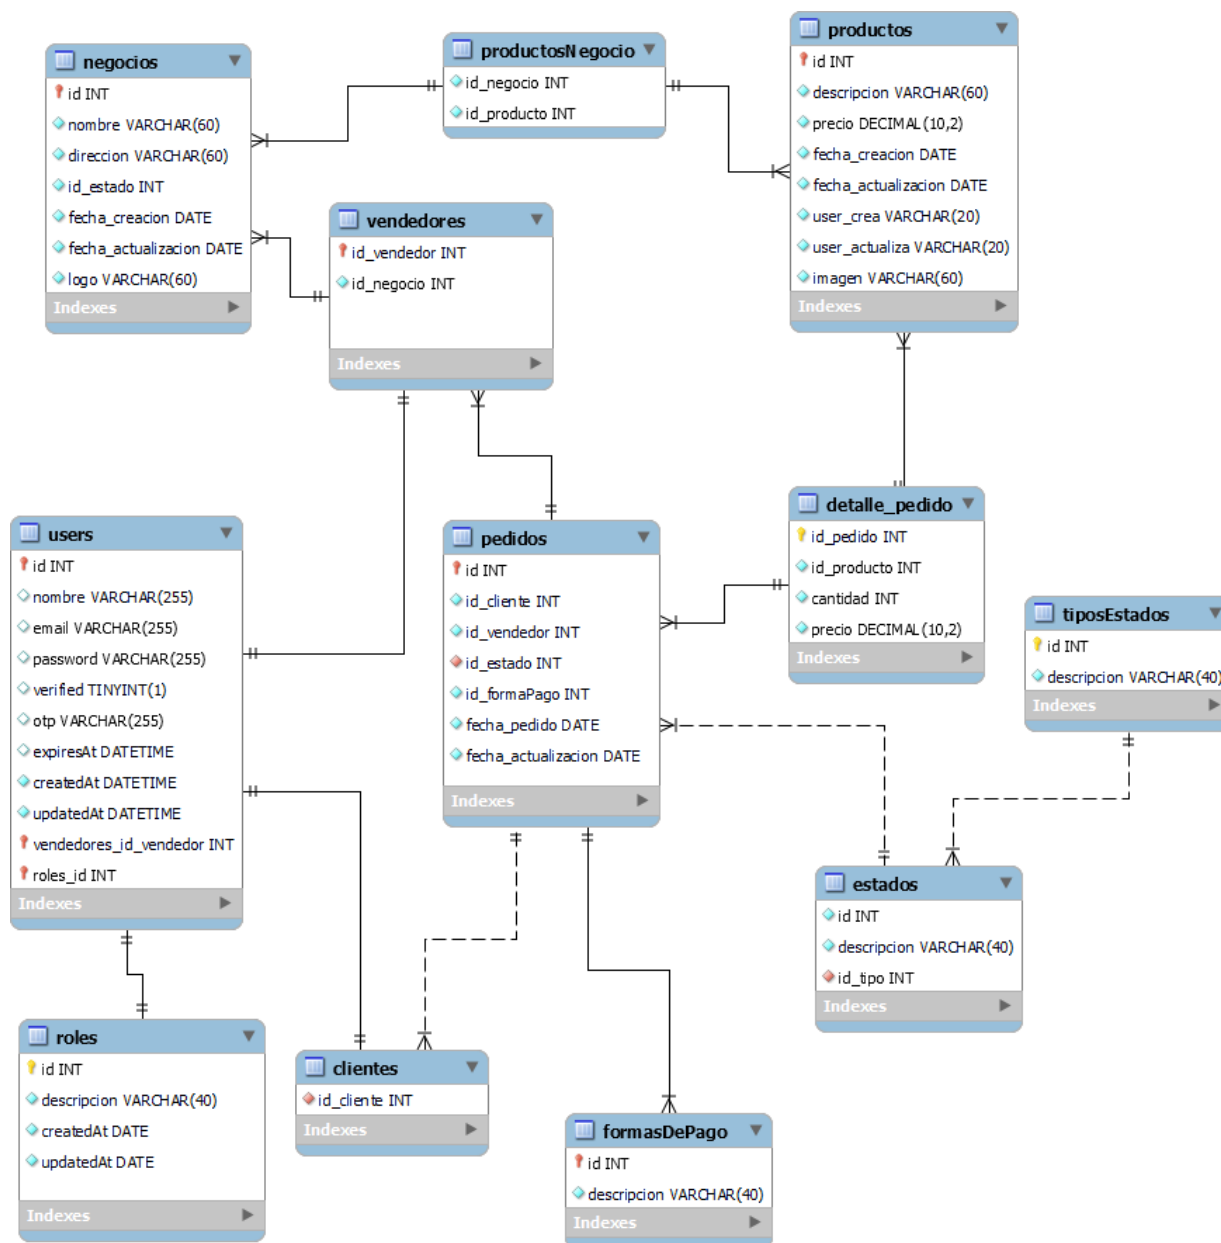 negocios
id INT
nombre VARCHAR(60)
direccion VARCHAR(60)
id_estado INT
fecha_creacion DATE
fecha_actualizacion DATE
logo VARCHAR(60)
Indexes
productosNegocio
id_negocio INT
id_producto INT
productos
id INT
descripcion VARCHAR(60)
precio DECIMAL(10,2)
fecha_creacion DATE
fecha_actualizacion DATE
user_crea VARCHAR(20)
user_actualiza VARCHAR(20)
imagen VARCHAR(60)
Indexes
vendedores
id_vendedor INT
id_negocio INT
Indexes
users
id INT
nombre VARCHAR(255)
email VARCHAR(255)
password VARCHAR(255)
verified TINYINT(1)
otp VARCHAR(255)
expiresAt DATETIME
createdAt DATETIME
updatedAt DATETIME
vendedores_id_vendedor INT
roles_id INT
Indexes
pedidos
id INT
id_cliente INT
id_vendedor INT
id_estado INT
id_formaPago INT
fecha_pedido DATE
fecha_actualizacion DATE
Indexes
detalle_pedido
id_pedido INT
id_producto INT
cantidad INT
precio DECIMAL(10,2)
Indexes
tiposEstados
id INT
descripcion VARCHAR(40)
Indexes
estados
id INT
descripcion VARCHAR(40)
id_tipo INT
Indexes
roles
id INT
descripcion VARCHAR(40)
createdAt DATE
updatedAt DATE
Indexes
clientes
id_cliente INT
Indexes
formasDePago
id INT
descripcion VARCHAR(40)
Indexes